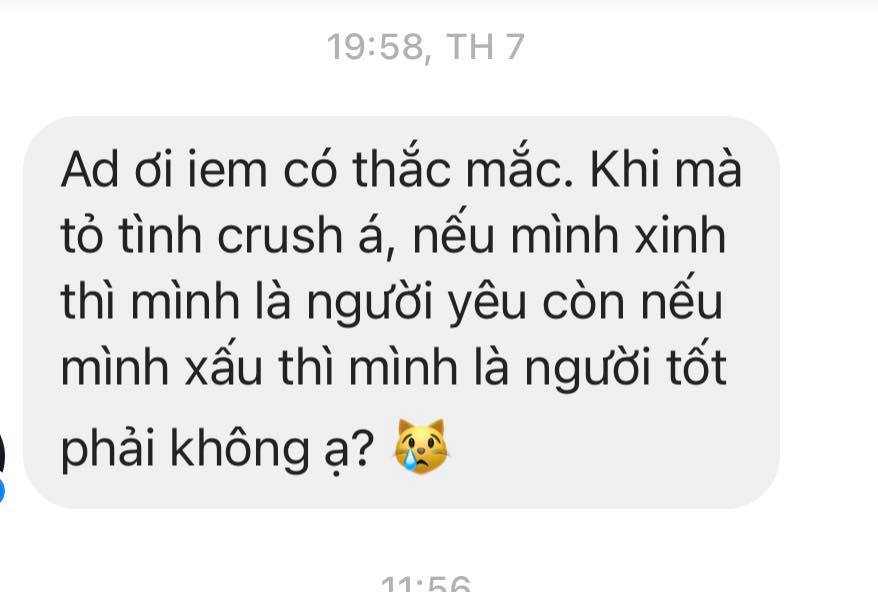 19:58, TH 7
Ad ơi iem có thắc mắc. Khi mà
tỏ tình crush á, nếu mình xinh
thì mình là người yêu còn nếu
mình xấu thì mình là người tốt
phải không ạ? 😿
11:56